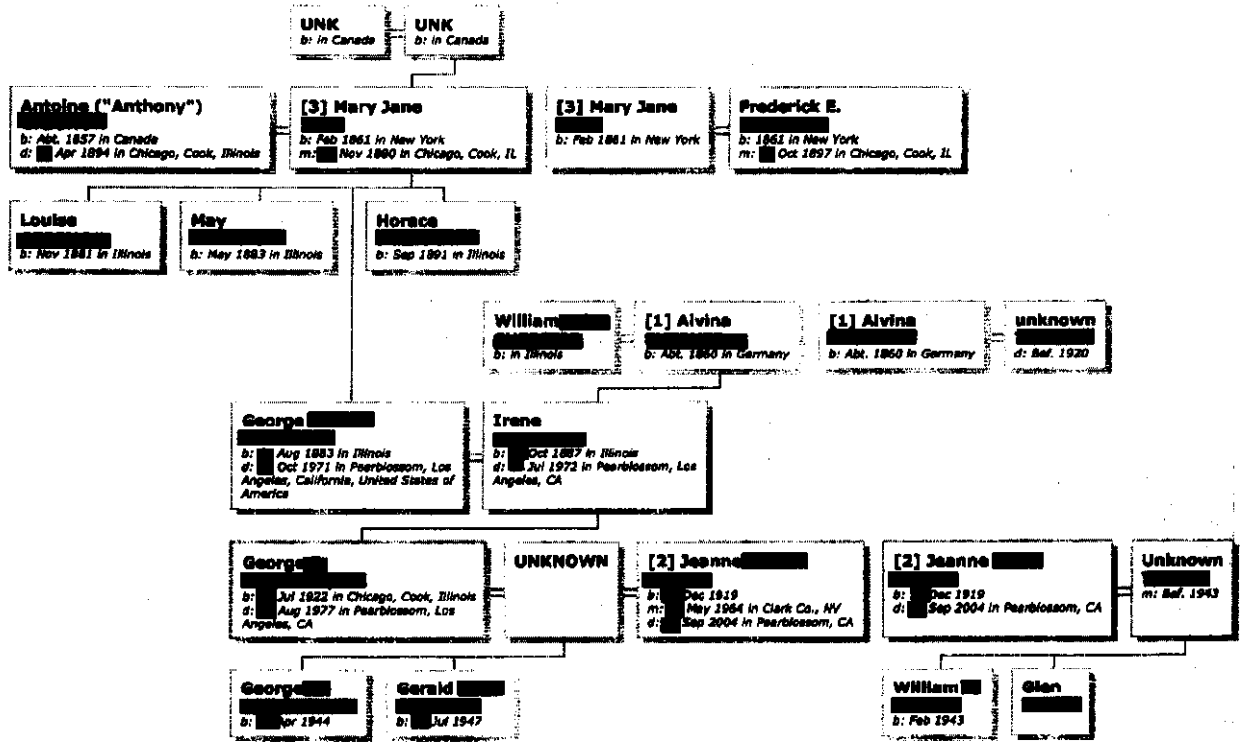 UNK
b: in Canada
UNK
b: in Canada
Antoine ("Anthony")
b: Abt. 1857 in Canada
d: Apr 1894 in Chicago, Cook, Illinois
[3] Mary Jane
b: Feb 1861 in New York
m: Nov 1880 in Chicago, Cook, IL
[3] Mary Jane
b: Feb 1861 in New York
Frederick E.
b: 1861 in New York
m: Oct 1897 in Chicago, Cook, IL
Louise
b: Nov 1881 in Illinois
May
b: May 1883 in Illinois
Horace
b: Sep 1891 in Illinois
William
b: in Illinois
[1] Alvina
b: Abt. 1860 in Germany
[1] Alvina
b: Abt. 1860 in Germany
unknown
d: Bef. 1920
George
b: Aug 1883 in Illinois
d: Oct 1971 in Pearblossom, Los
Angeles, California, United States of
America
Irene
b: Oct 1887 in Illinois
d: Jul 1972 in Pearblossom, Los
Angeles, CA
George
b: Jul 1922 in Chicago, Cook, Illinois
d: Aug 1977 in Pearblossom, Los
Angeles, CA
UNKNOWN
[2] Jeanne
b: Dec 1919
m: May 1964 in Clark Co., NV
d: Sep 2004 in Pearblossom, CA
[2] Jeanne
b: Dec 1919
d: Sep 2004 in Pearblossom, CA
Unknown
m: Bef. 1943
George
b: Apr 1944
Gerald
b: Jul 1947
William
b: Feb 1943
Glen